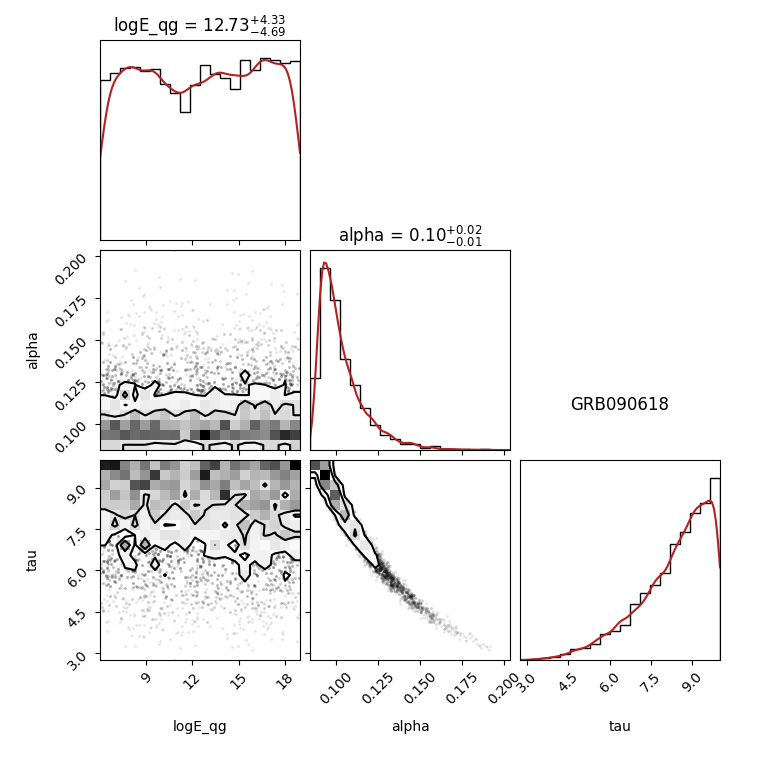 logE_qg = 12.73+4.33−4.69
alpha = 0.10+0.02−0.01
0.200
0.175
0.150
0.125
0.100
alpha
GRB090618
9.0
7.5
6.0
4.5
3.0
tau
9 12 15 18
0.100 0.125 0.150 0.175 0.200
3.0 4.5 6.0 7.5 9.0
logE_qg alpha tau